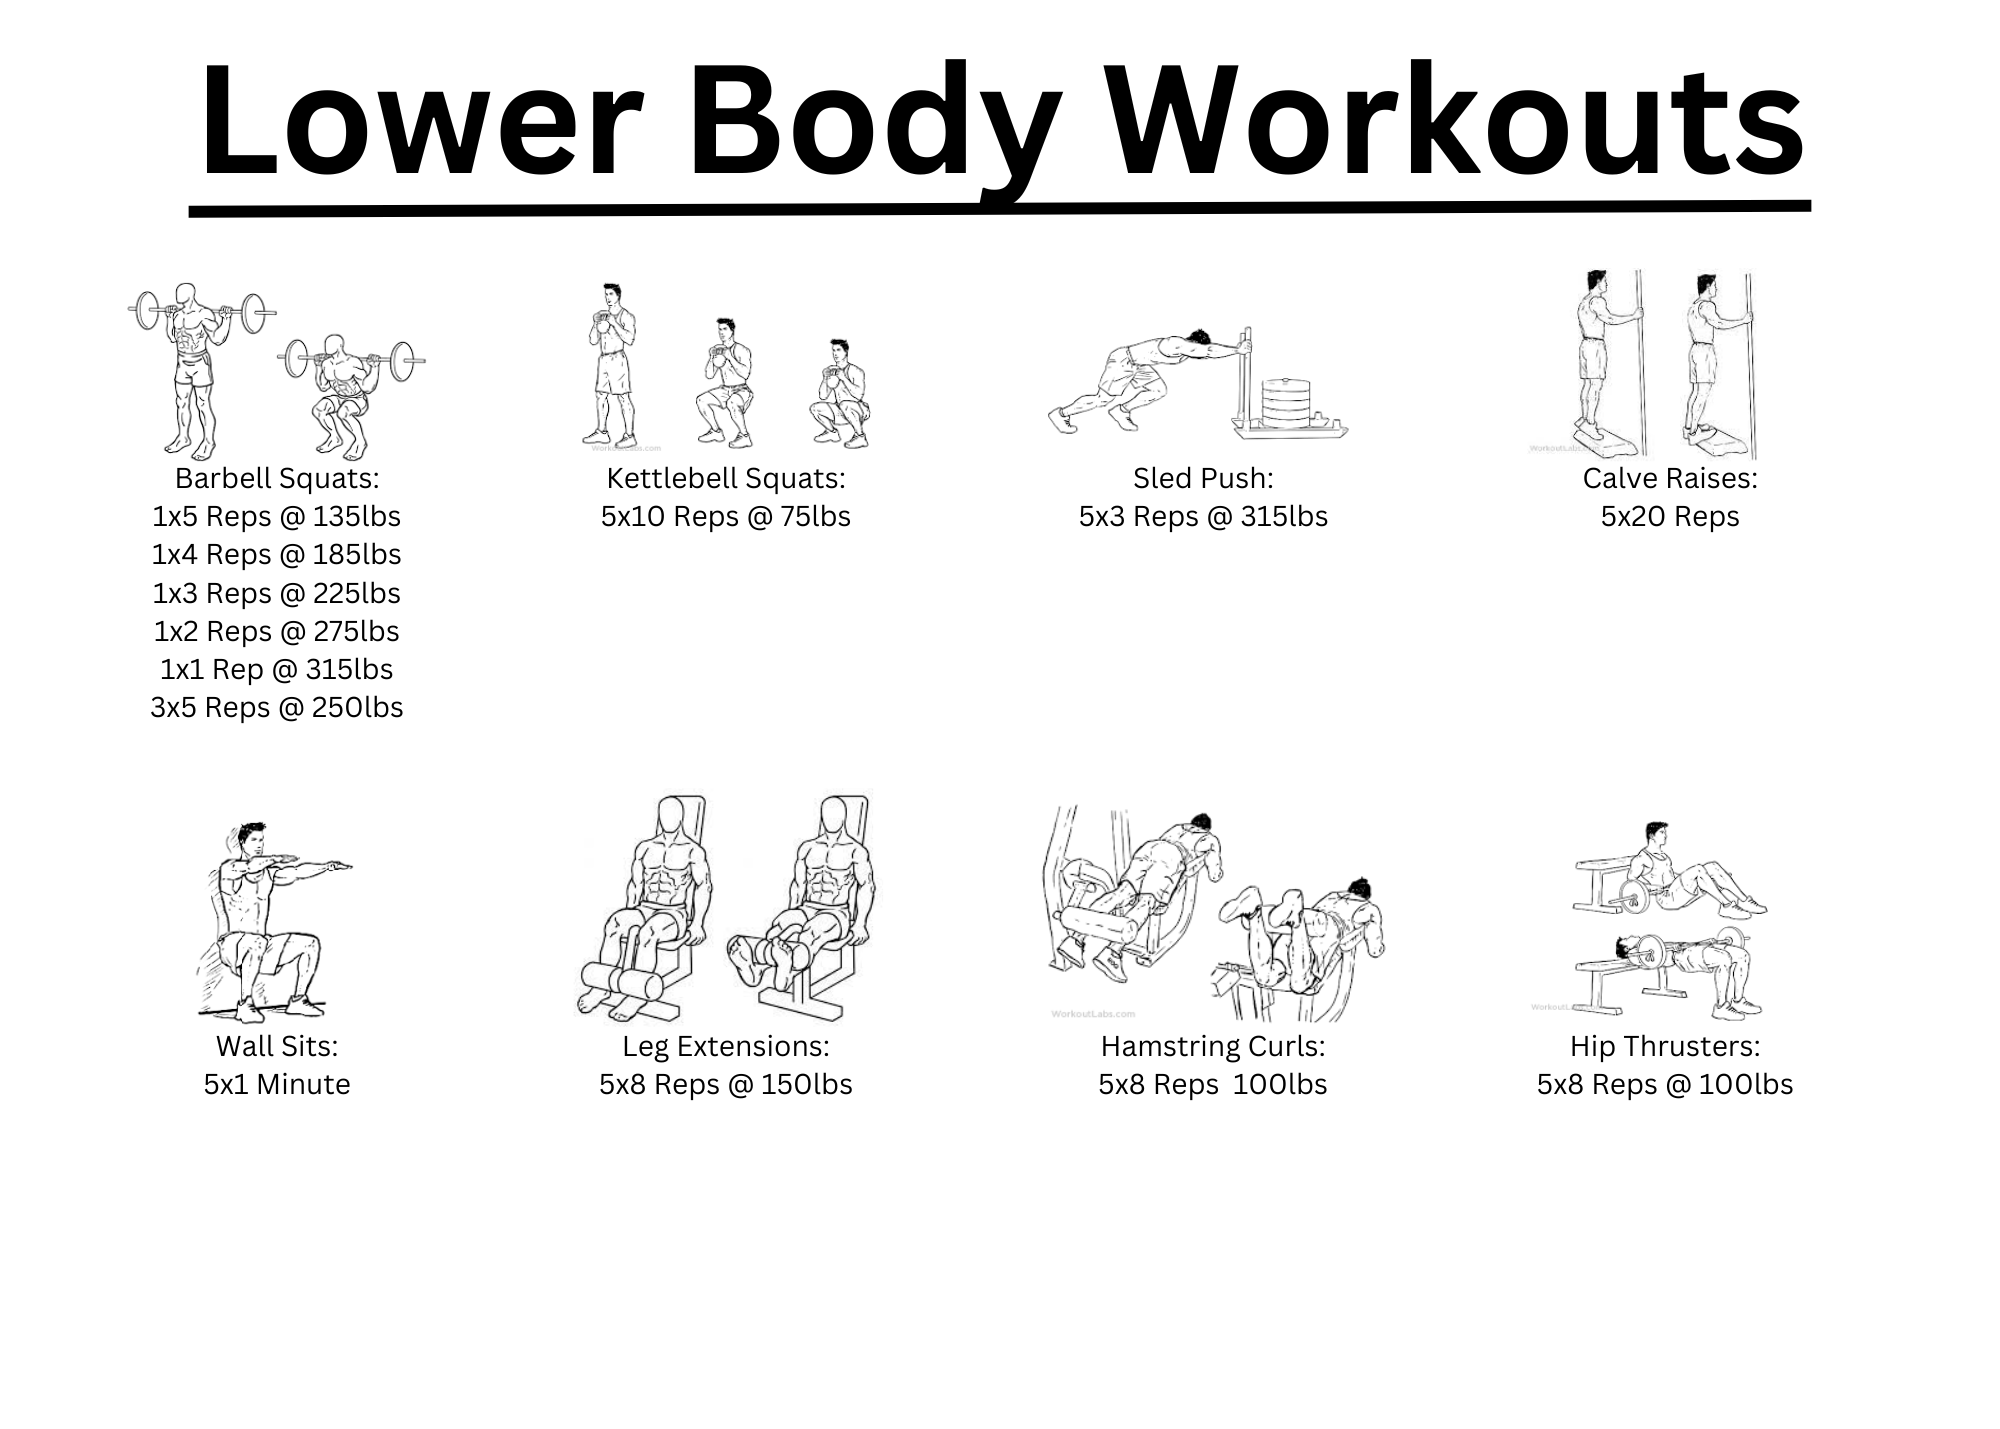 Lower Body Workouts
WorkoutLabs.com
WorkoutLabs.com
Barbell Squats:
1x5 Reps @ 135lbs
1x4 Reps @ 185lbs
1x3 Reps @ 225lbs
1x2 Reps @ 275lbs
1x1 Rep @ 315lbs
3x5 Reps @ 250lbs
Kettlebell Squats:
5x10 Reps @ 75lbs
Sled Push:
5x3 Reps @ 315lbs
Calve Raises:
5x20 Reps
WorkoutLabs.com
Wall Sits:
5x1 Minute
Leg Extensions:
5x8 Reps @ 150lbs
Hamstring Curls:
5x8 Reps  100lbs
Hip Thrusters:
5x8 Reps @ 100lbs